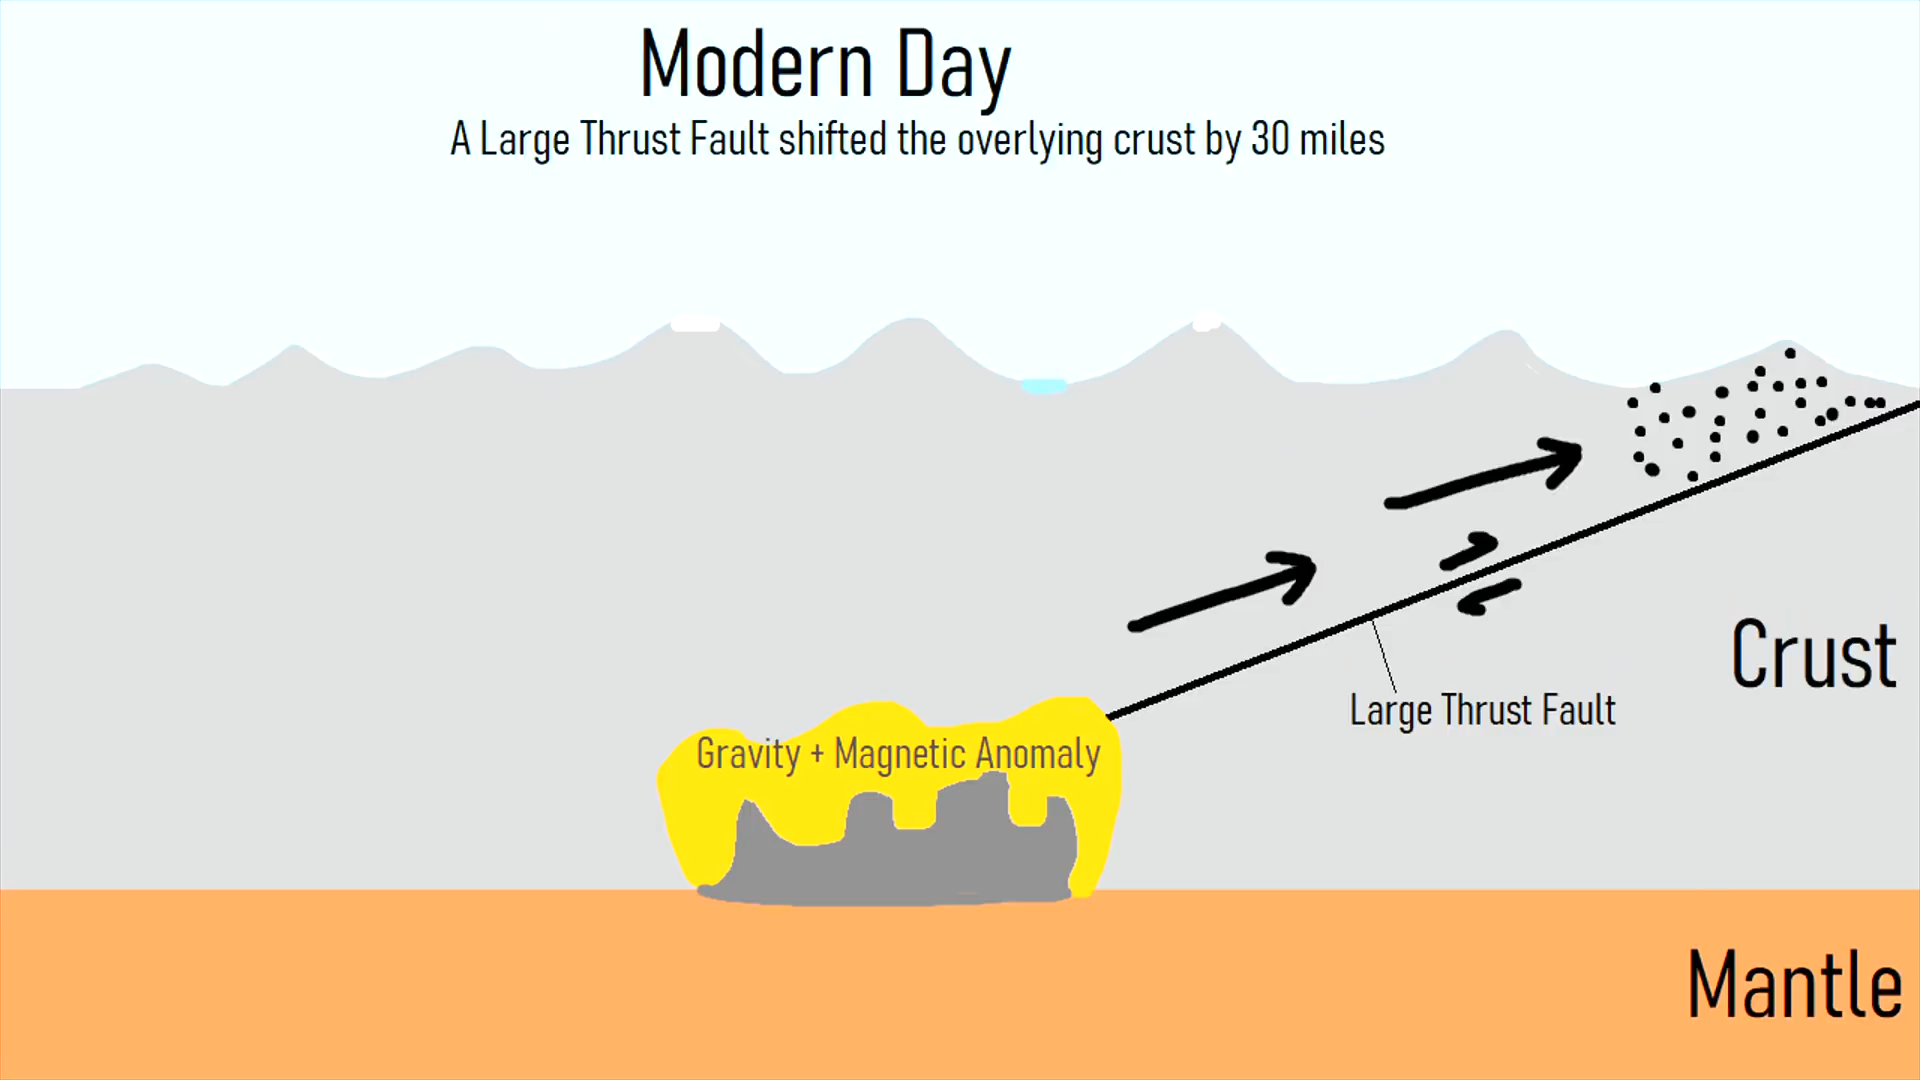 Modern Day
A Large Thrust Fault shifted the overlying crust by 30 miles
Crust
Large Thrust Fault
Gravity + Magnetic Anomaly
Mantle